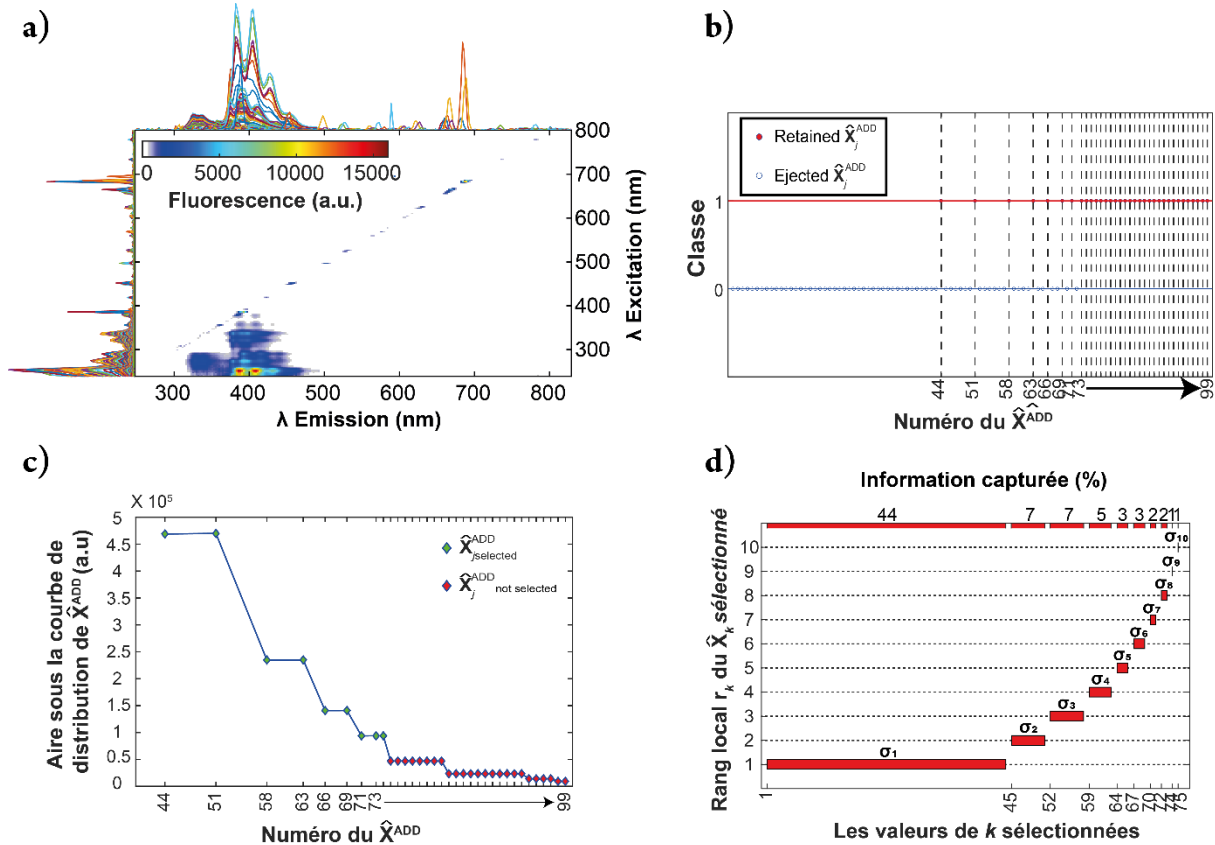 a)
800
0 5000 10000 15000
Fluorescence (a.u.)
700
600
500
400
300
λ Excitation (nm)
300 400 500 600 700 800
λ Emission (nm)
b)
Retained X̂ⱼᴬᴰᴰ
Ejected X̂ⱼᴬᴰᴰ
Classe
1
0
44 51 58 63 66 69 71 73 99
Numéro du X̂ᴬᴰᴰ
c)
X 10⁵
5
4.5
4
3.5
3
2.5
2
1.5
1
0.5
0
Aire sous la courbe de
distribution de X̂ᴬᴰᴰ (a.u)
X̂ⱼᴬᴰᴰ selected
X̂ⱼᴬᴰᴰ not selected
44 51 58 63 66 69 71 73 99
Numéro du X̂ᴬᴰᴰ
d)
Information capturée (%)
44 7 7 5 3 3 2 2 1 1
Rang local rₖ du X̂ₖ sélectionné
10
9
8
7
6
5
4
3
2
1
σ₁₀
σ₉
σ₈
σ₇
σ₆
σ₅
σ₄
σ₃
σ₂
σ₁
1 45 52 59 64 67 70 72 74 75
Les valeurs de k sélectionnées